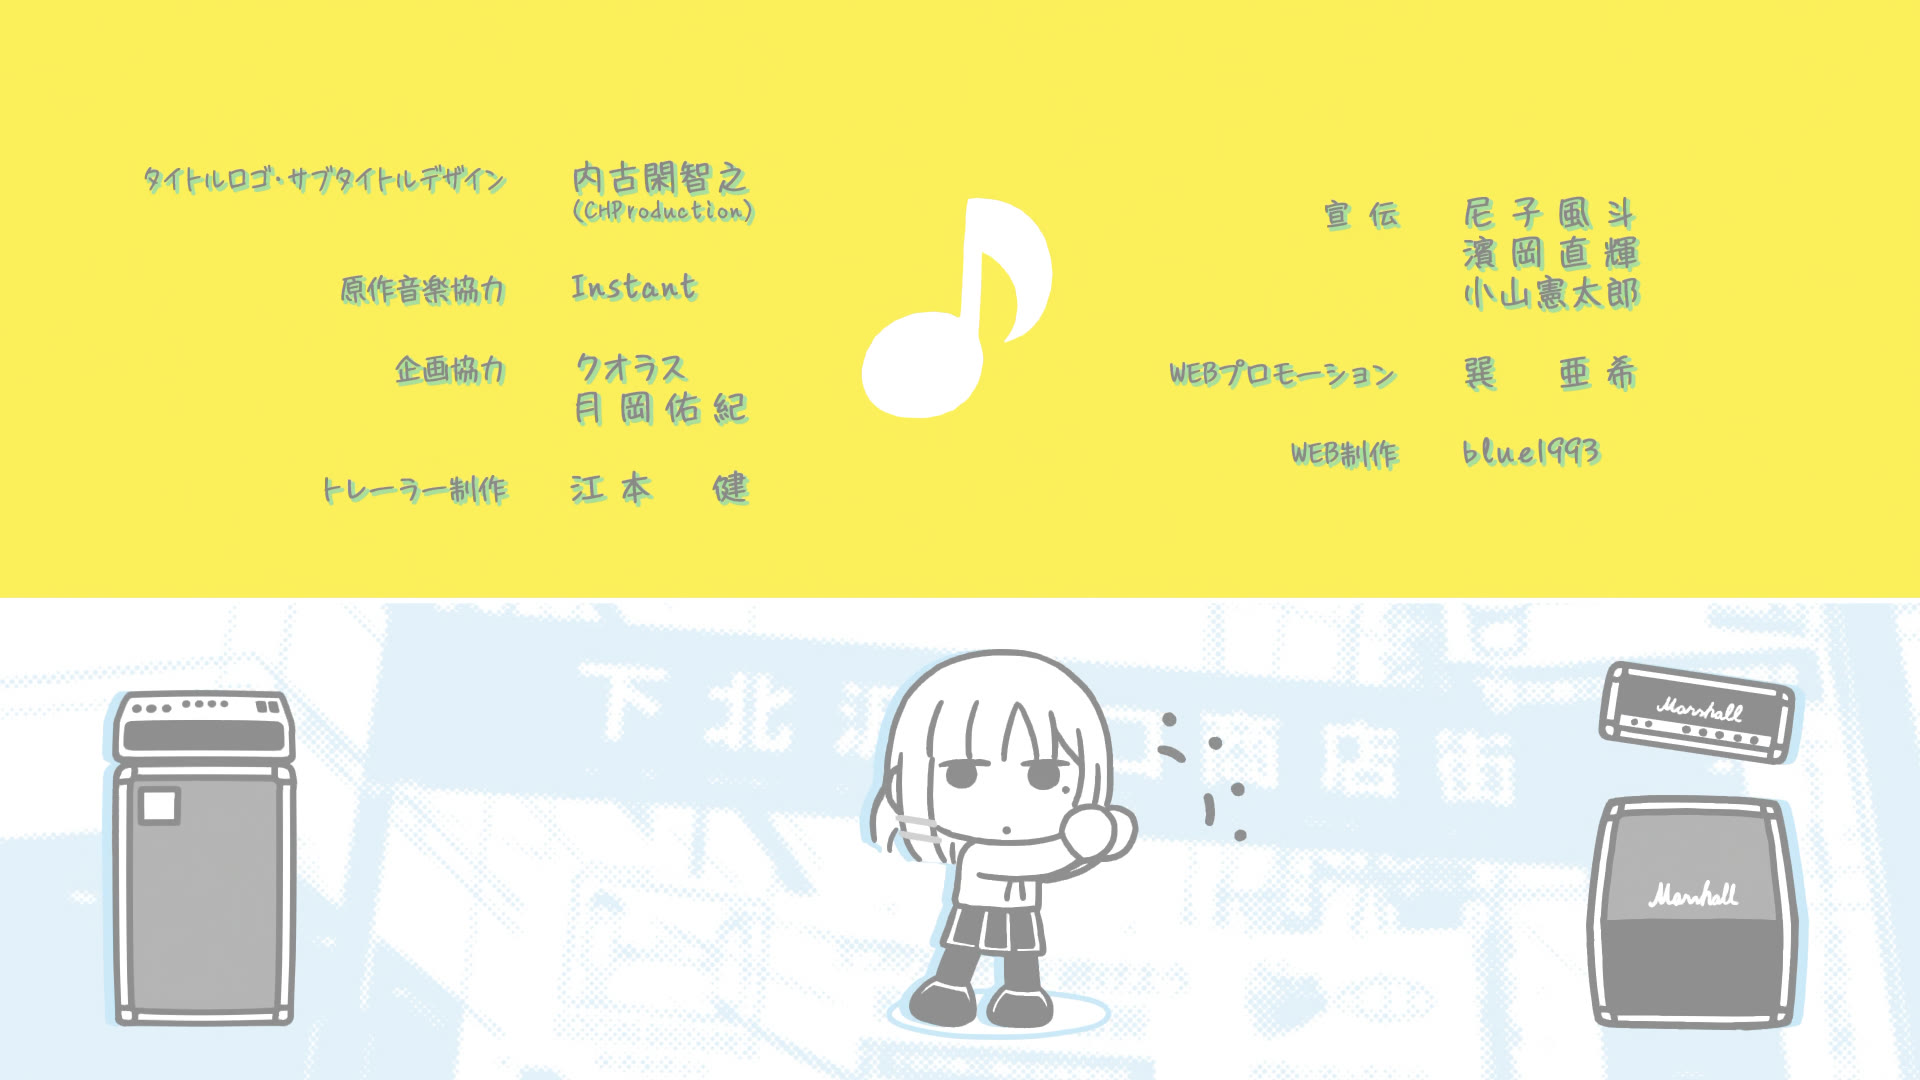 タイトルロゴ・サブタイトルデザイン 内古閑智之
(CHProduction)
原作音楽協力 Instant
企画協力 クオラス
月岡佑紀
トレーラー制作 江本 健
宣伝 尼子風斗
濱岡直輝
小山憲太郎
WEBプロモーション 巽 亜希
WEB制作 blue1993
下北沢 口商店街
Marshall
Marshall